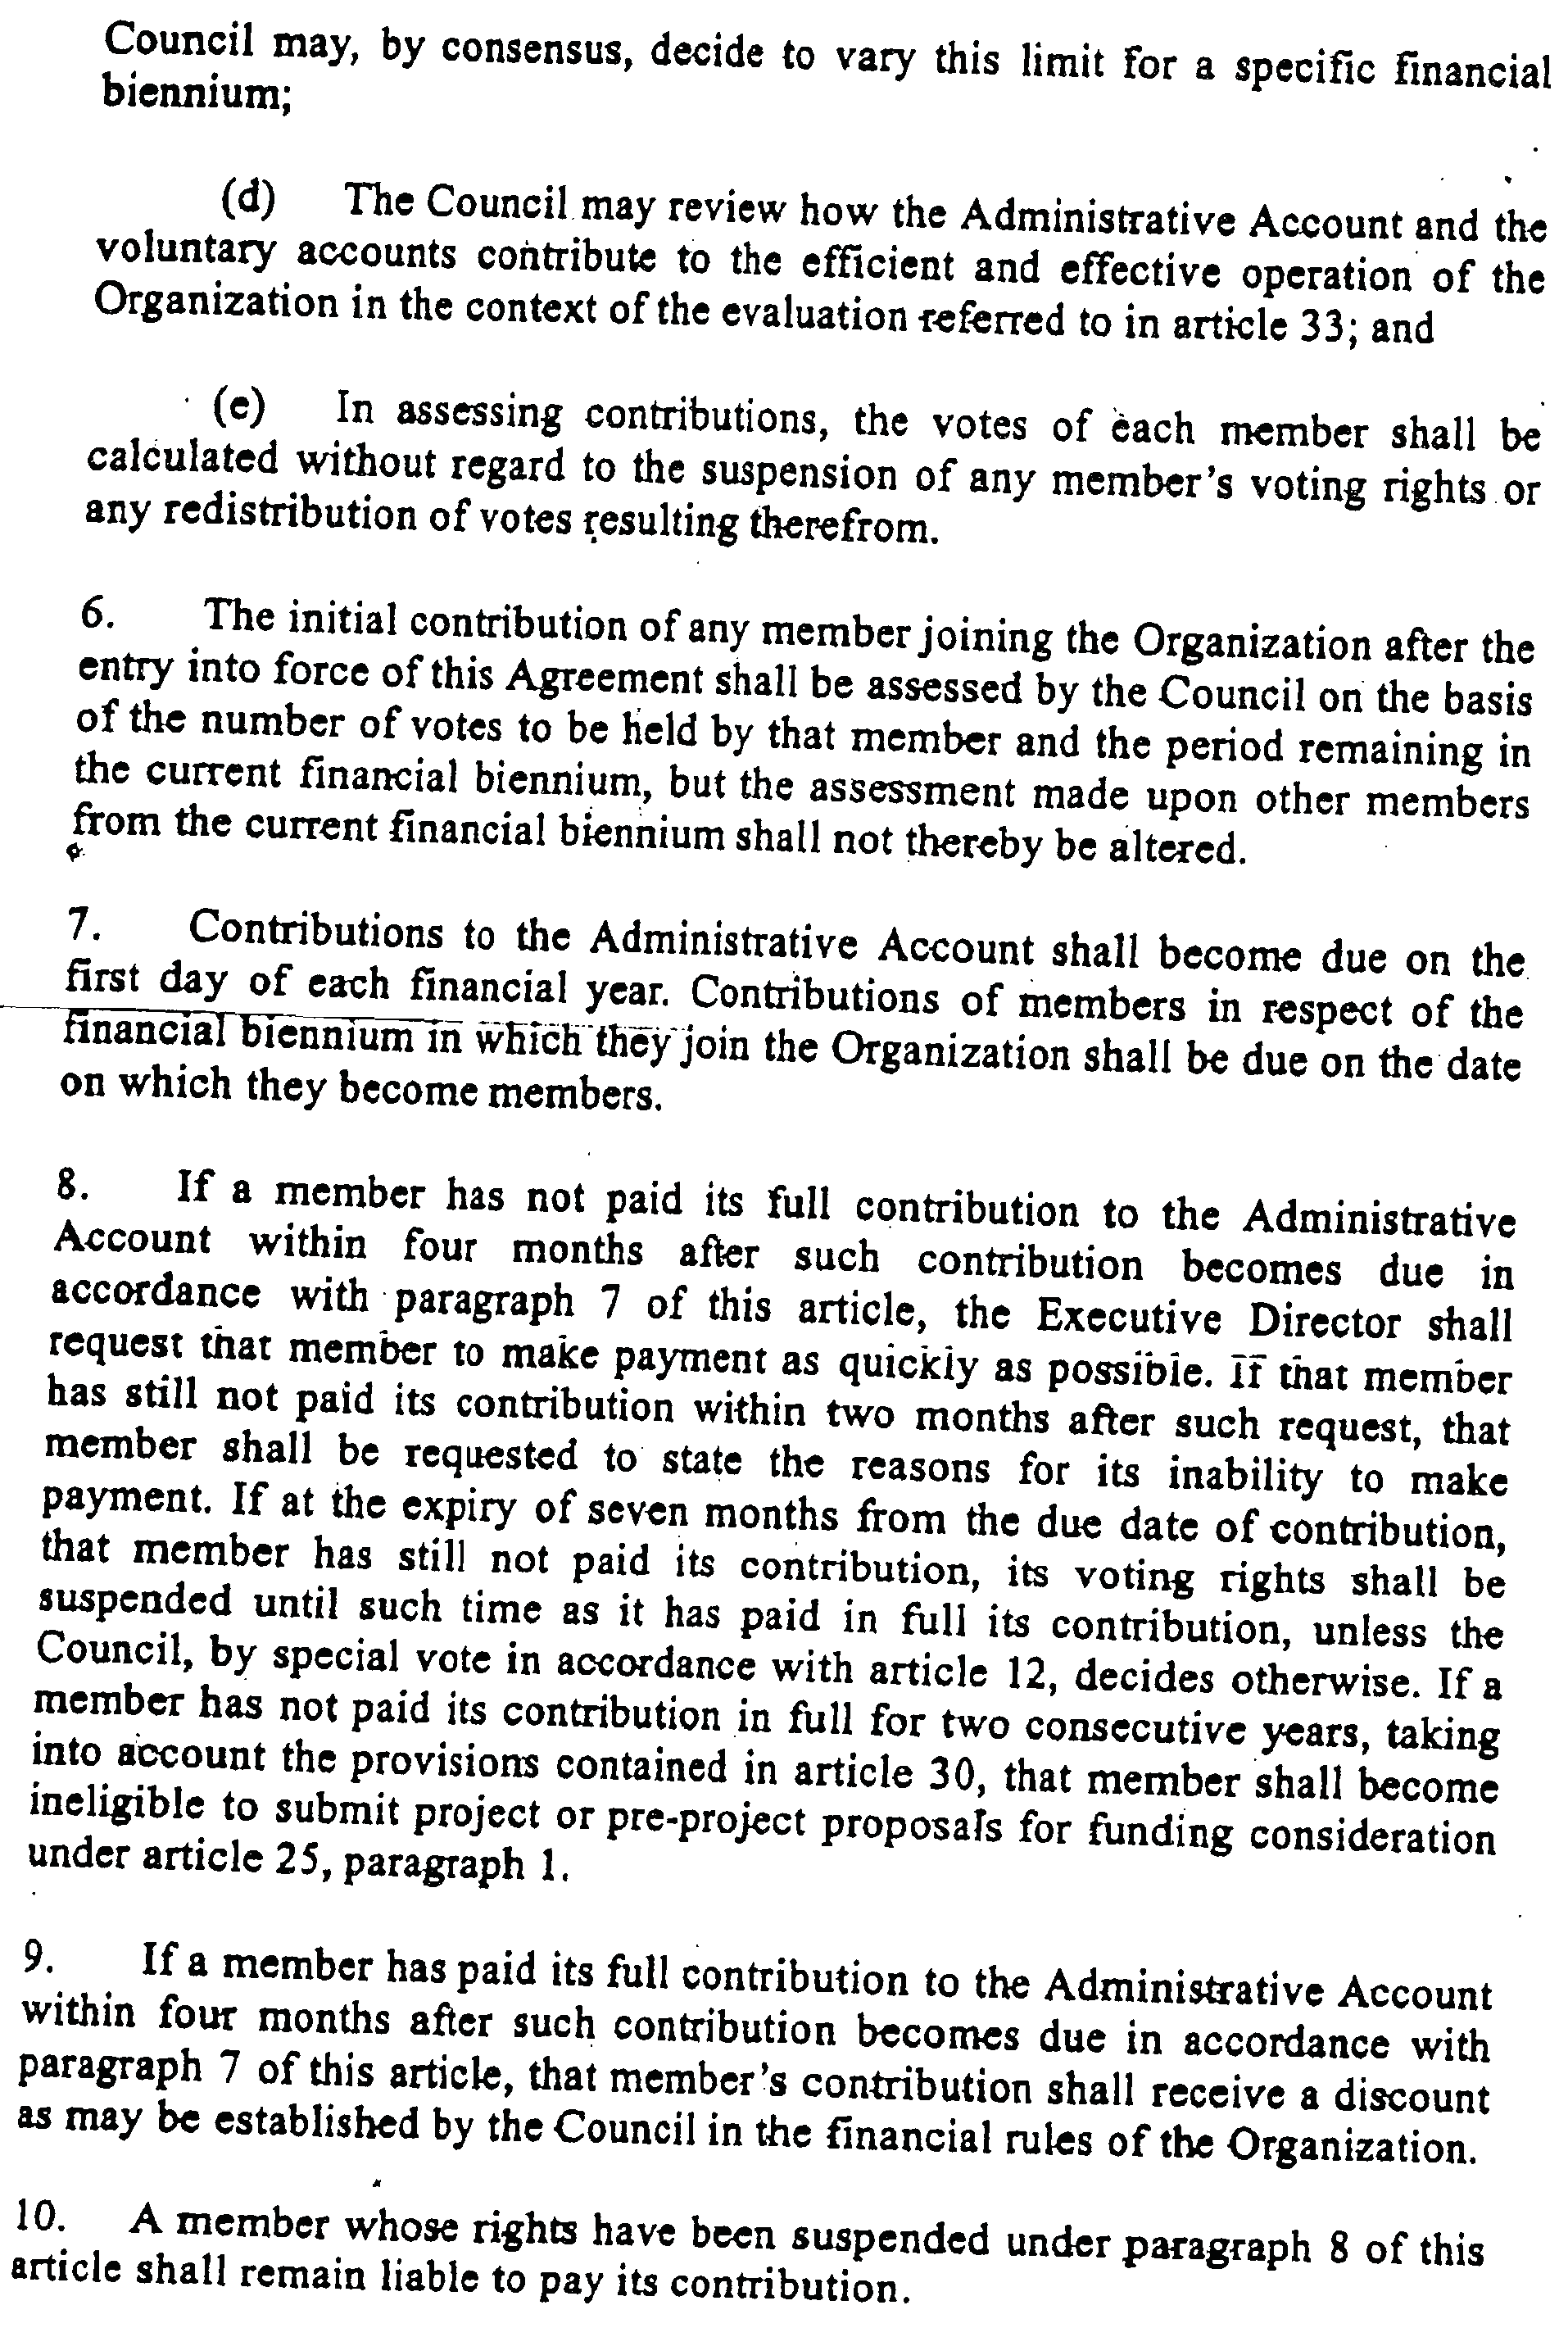 Council may, by consensus, decide to vary this limit for a specific financial
biennium;
(d) The Council may review how the Administrative Account and the
voluntary accounts contribute to the efficient and effective operation of the
Organization in the context of the evaluation referred to in article 33; and
(e) In assessing contributions, the votes of each member shall be
calculated without regard to the suspension of any member's voting rights or
any redistribution of votes resulting therefrom.
6. The initial contribution of any member joining the Organization after the
entry into force of this Agreement shall be assessed by the Council on the basis
of the number of votes to be held by that member and the period remaining in
the current financial biennium, but the assessment made upon other members
from the current financial biennium shall not thereby be altered.
7. Contributions to the Administrative Account shall become due on the
first day of each financial year. Contributions of members in respect of the
financial biennium in which they join the Organization shall be due on the date
on which they become members.
8. If a member has not paid its full contribution to the Administrative
Account within four months after such contribution becomes due in
accordance with paragraph 7 of this article, the Executive Director shall
request that member to make payment as quickly as possible. If that member
has still not paid its contribution within two months after such request, that
member shall be requested to state the reasons for its inability to make
payment. If at the expiry of seven months from the due date of contribution,
that member has still not paid its contribution, its voting rights shall be
suspended until such time as it has paid in full its contribution, unless the
Council, by special vote in accordance with article 12, decides otherwise. If a
member has not paid its contribution in full for two consecutive years, taking
into account the provisions contained in article 30, that member shall become
ineligible to submit project or pre-project proposals for funding consideration
under article 25, paragraph 1.
9. If a member has paid its full contribution to the Administrative Account
within four months after such contribution becomes due in accordance with
paragraph 7 of this article, that member's contribution shall receive a discount
as may be established by the Council in the financial rules of the Organization.
10. A member whose rights have been suspended under paragraph 8 of this
article shall remain liable to pay its contribution.